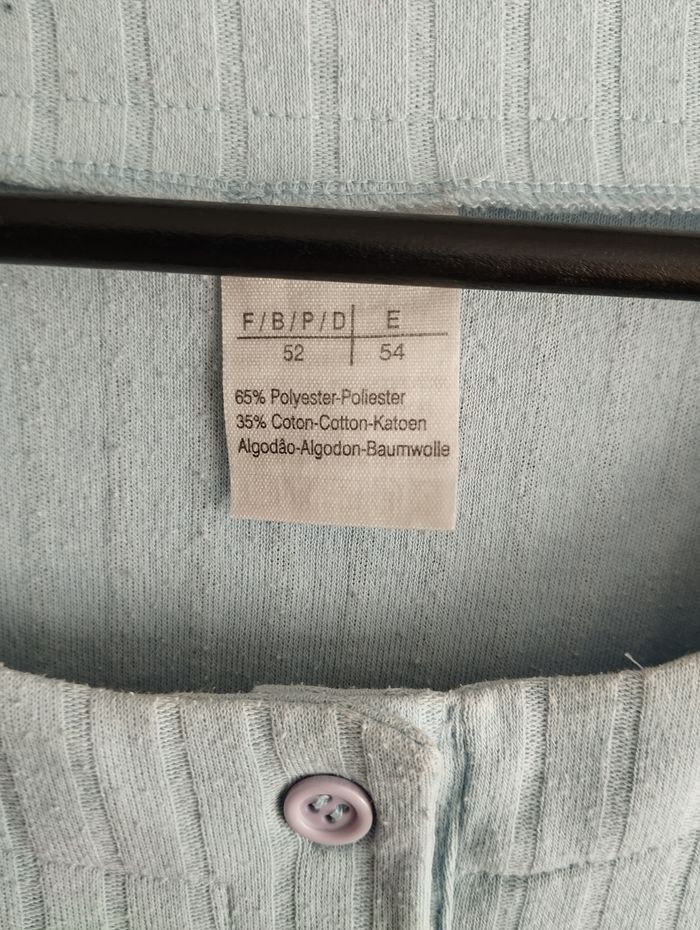 F/B/P/D E
52 54
65% Polyester-Poliester
35% Coton-Cotton-Katoen
Algodâo-Algodon-Baumwolle